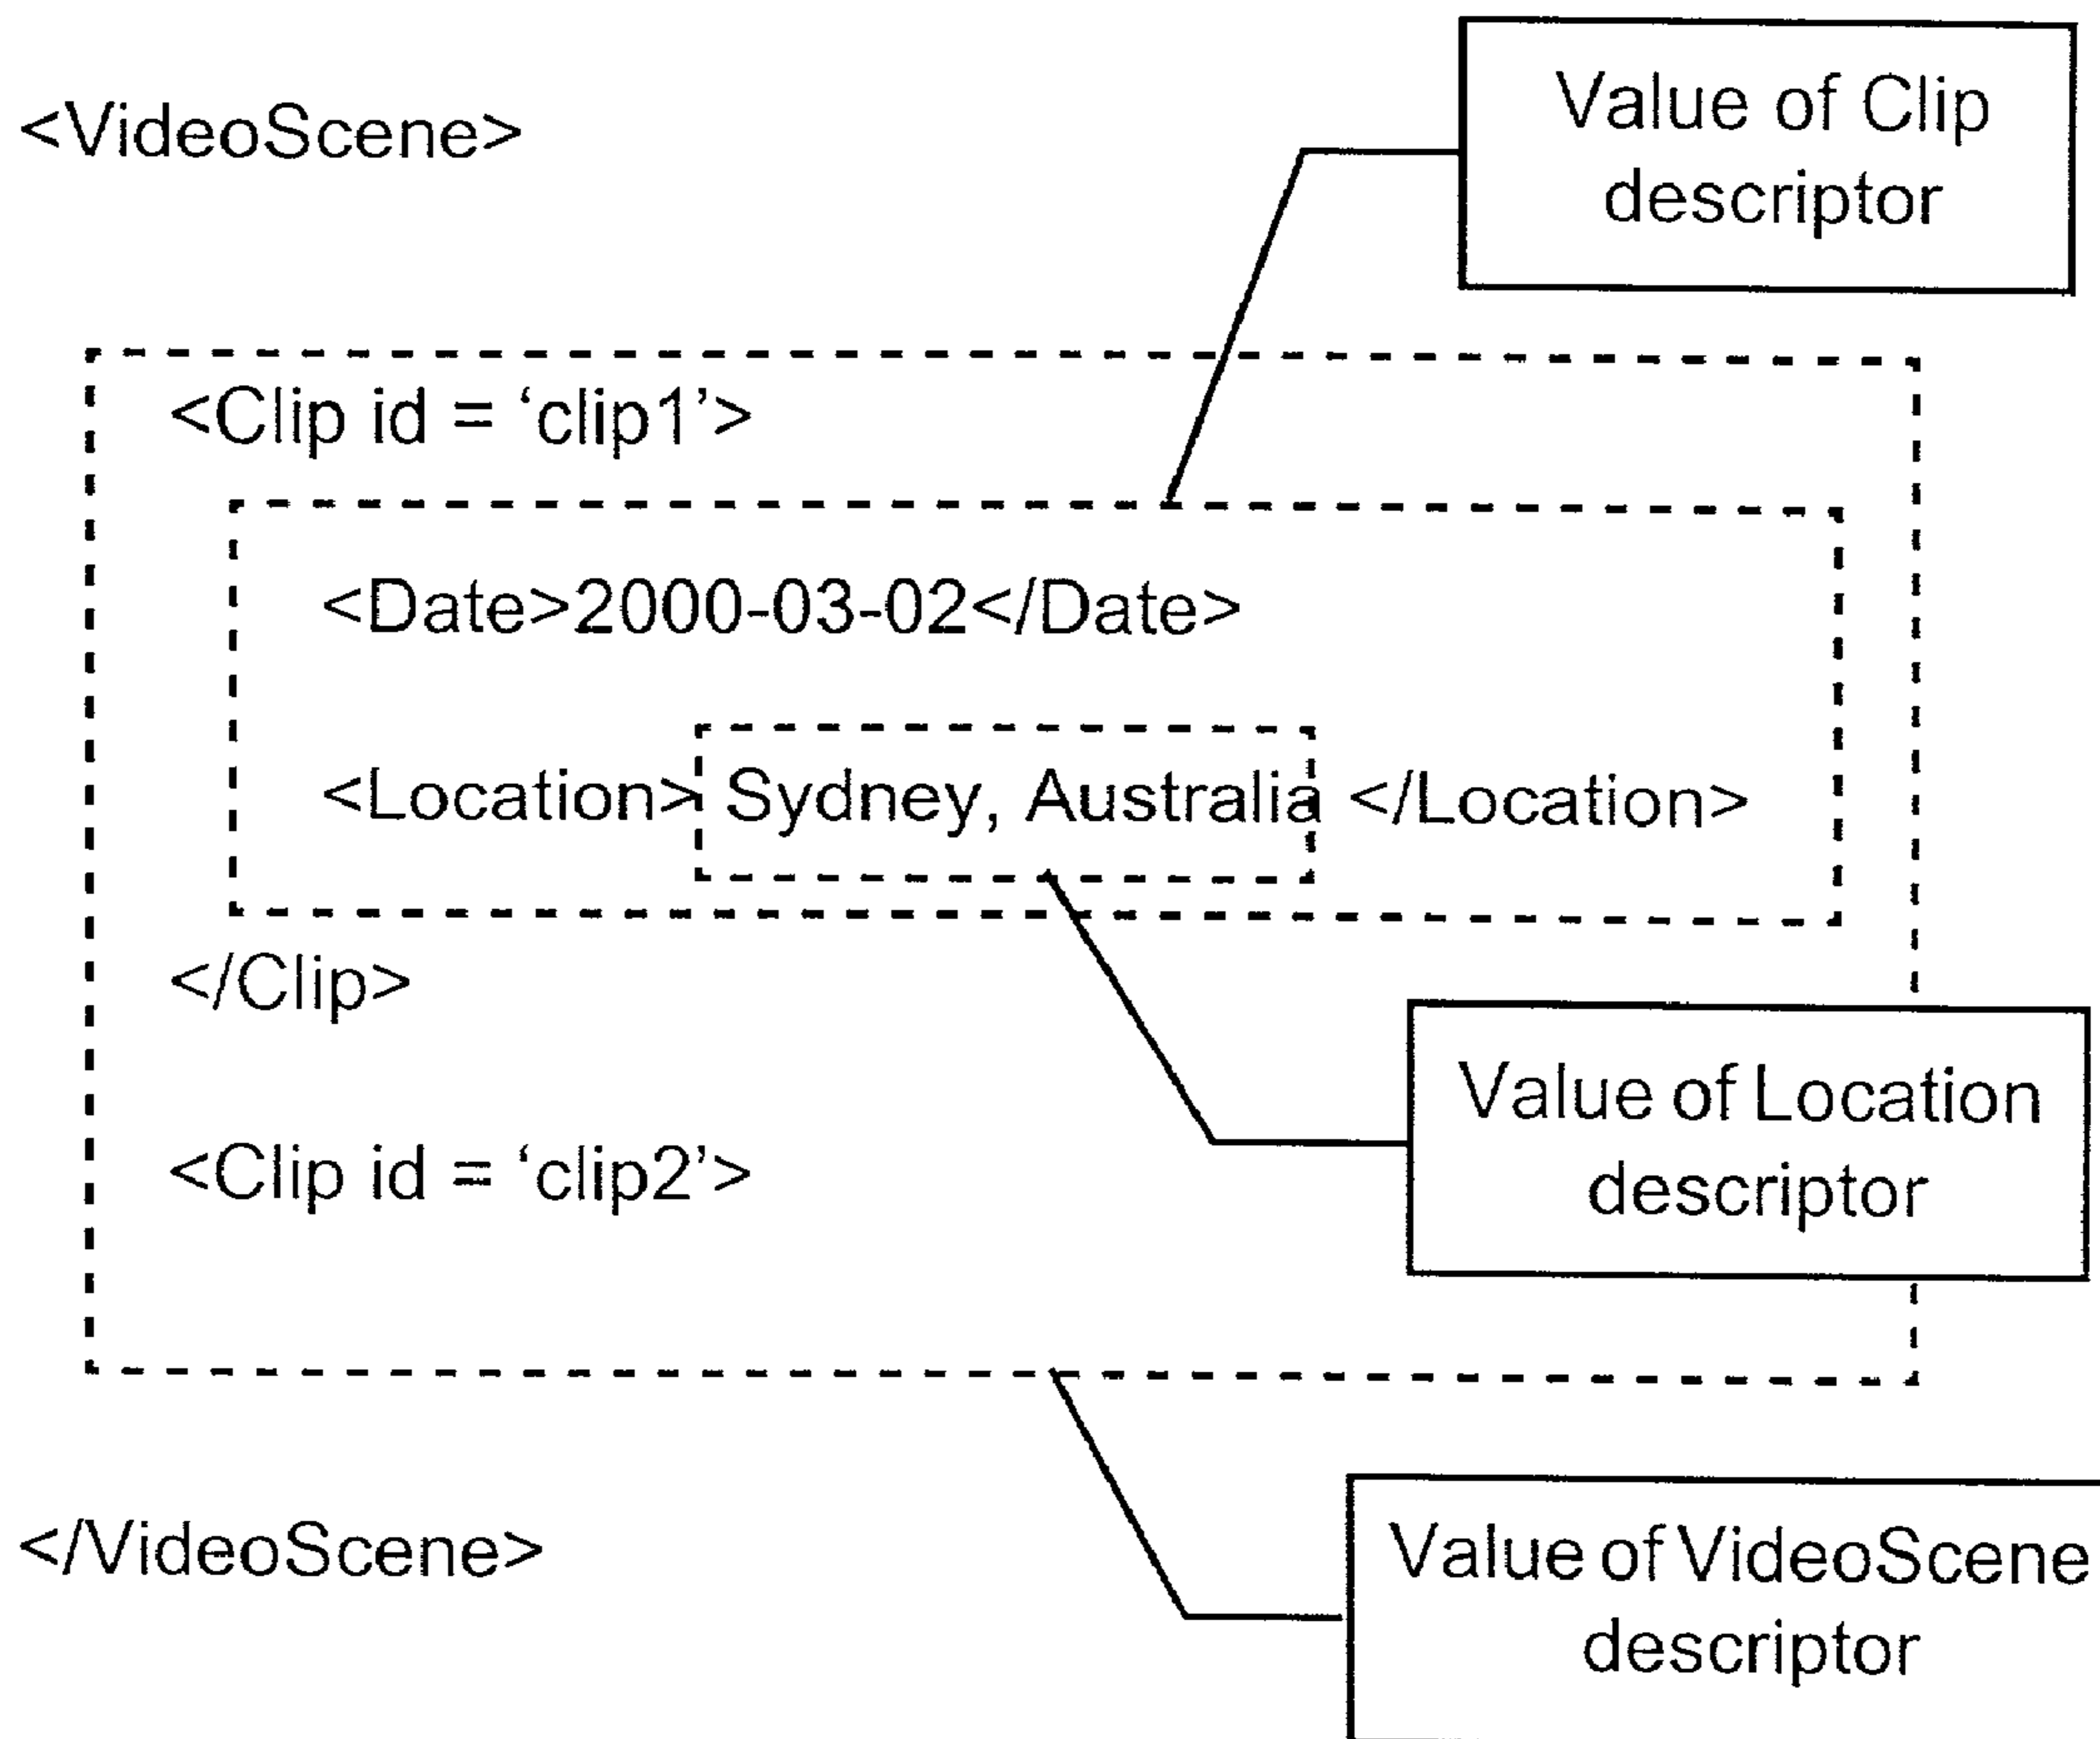 Value of Clip
descriptor
<VideoScene>
<Clip id = ‘clip1’>
<Date>2000-03-02</Date>
<Location> Sydney, Australia </Location>
</Clip>
Value of Location
descriptor
<Clip id = ‘clip2’>
</VideoScene>
Value of VideoScene
descriptor